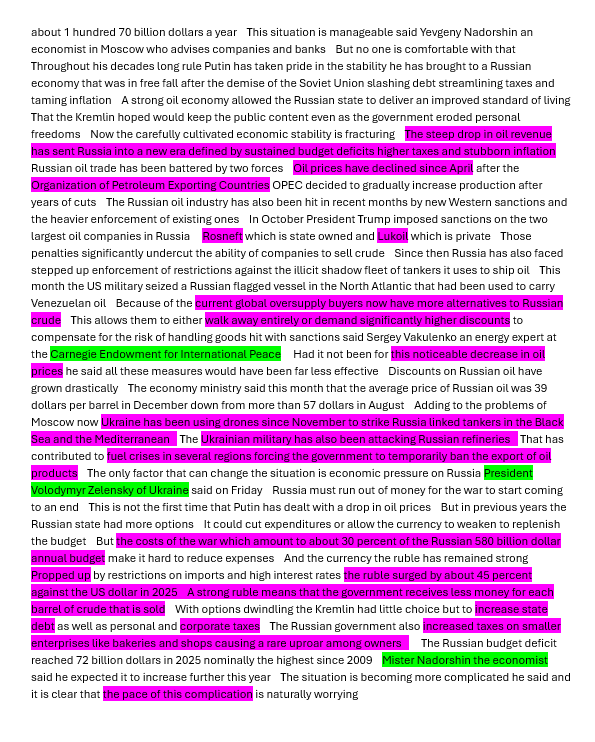 about 1 hundred 70 billion dollars a year This situation is manageable said Yevgeny Nadorshin an
economist in Moscow who advises companies and banks But no one is comfortable with that
Throughout his decades long rule Putin has taken pride in the stability he has brought to a Russian
economy that was in free fall after the demise of the Soviet Union slashing debt streamlining taxes and
taming inflation A strong oil economy allowed the Russian state to deliver an improved standard of living
That the Kremlin hoped would keep the public content even as the government eroded personal
freedoms Now the carefully cultivated economic stability is fracturing The steep drop in oil revenue
has sent Russia into a new era defined by sustained budget deficits higher taxes and stubborn inflation
Russian oil trade has been battered by two forces Oil prices have declined since April after the
Organization of Petroleum Exporting Countries OPEC decided to gradually increase production after
years of cuts The Russian oil industry has also been hit in recent months by new Western sanctions and
the heavier enforcement of existing ones In October President Trump imposed sanctions on the two
largest oil companies in Russia Rosneft which is state owned and Lukoil which is private Those
penalties significantly undercut the ability of companies to sell crude Since then Russia has also faced
stepped up enforcement of restrictions against the illicit shadow fleet of tankers it uses to ship oil This
month the US military seized a Russian flagged vessel in the North Atlantic that had been used to carry
Venezuelan oil Because of the current global oversupply buyers now have more alternatives to Russian
crude This allows them to either walk away entirely or demand significantly higher discounts to
compensate for the risk of handling goods hit with sanctions said Sergey Vakulenko an energy expert at
the Carnegie Endowment for International Peace Had it not been for this noticeable decrease in oil
prices he said all these measures would have been far less effective Discounts on Russian oil have
grown drastically The economy ministry said this month that the average price of Russian oil was 39
dollars per barrel in December down from more than 57 dollars in August Adding to the problems of
Moscow now Ukraine has been using drones since November to strike Russia linked tankers in the Black
Sea and the Mediterranean The Ukrainian military has also been attacking Russian refineries That has
contributed to fuel crises in several regions forcing the government to temporarily ban the export of oil
products The only factor that can change the situation is economic pressure on Russia President
Volodymyr Zelensky of Ukraine said on Friday Russia must run out of money for the war to start coming
to an end This is not the first time that Putin has dealt with a drop in oil prices But in previous years the
Russian state had more options It could cut expenditures or allow the currency to weaken to replenish
the budget But the costs of the war which amount to about 30 percent of the Russian 580 billion dollar
annual budget make it hard to reduce expenses And the currency the ruble has remained strong
Propped up by restrictions on imports and high interest rates the ruble surged by about 45 percent
against the US dollar in 2025 A strong ruble means that the government receives less money for each
barrel of crude that is sold With options dwindling the Kremlin had little choice but to increase state
debt as well as personal and corporate taxes The Russian government also increased taxes on smaller
enterprises like bakeries and shops causing a rare uproar among owners The Russian budget deficit
reached 72 billion dollars in 2025 nominally the highest since 2009 Mister Nadorshin the economist
said he expected it to increase further this year The situation is becoming more complicated he said and
it is clear that the pace of this complication is naturally worrying